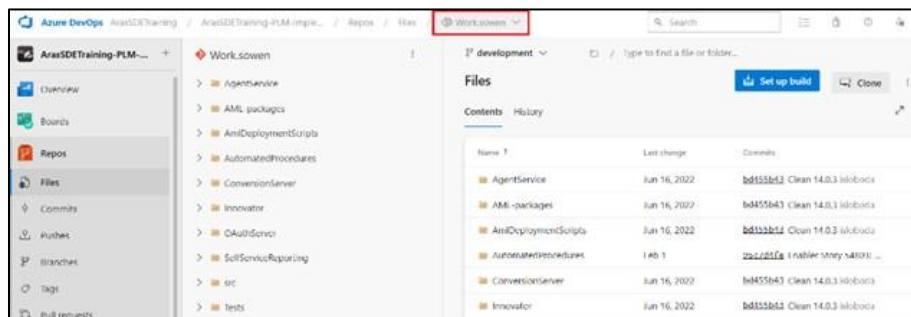 Azure DevOps ArasSDETraining / ArasSDETraining-PLM-Imple... / Repos / Files / Work.sowen
Search
ArasSDETraining-PLM-... +
Overview
Boards
Repos
Files
Commits
Pushes
Branches
Tags
Pull requests
Work.sowen
AgentService
AML-packages
AmlDeploymentScripts
AutomatedProcedures
ConversionServer
Innovator
OAuthServer
SelfServiceReporting
src
Tests
development / Type to find a file or folder...
Files
Set up build
Clone
Contents History
Name ↑ Last change Commits
AgentService Jun 16, 2022 bd455b43 Clean 14.0.3
AML-packages Jun 16, 2022 bd455b43 Clean 14.0.3
AmlDeploymentScripts Jun 16, 2022 bd455b43 Clean 14.0.3
AutomatedProcedures Feb 1 Enabler Story
ConversionServer Jun 16, 2022 bd455b43 Clean 14.0.3
Innovator Jun 16, 2022 bd455b43 Clean 14.0.3